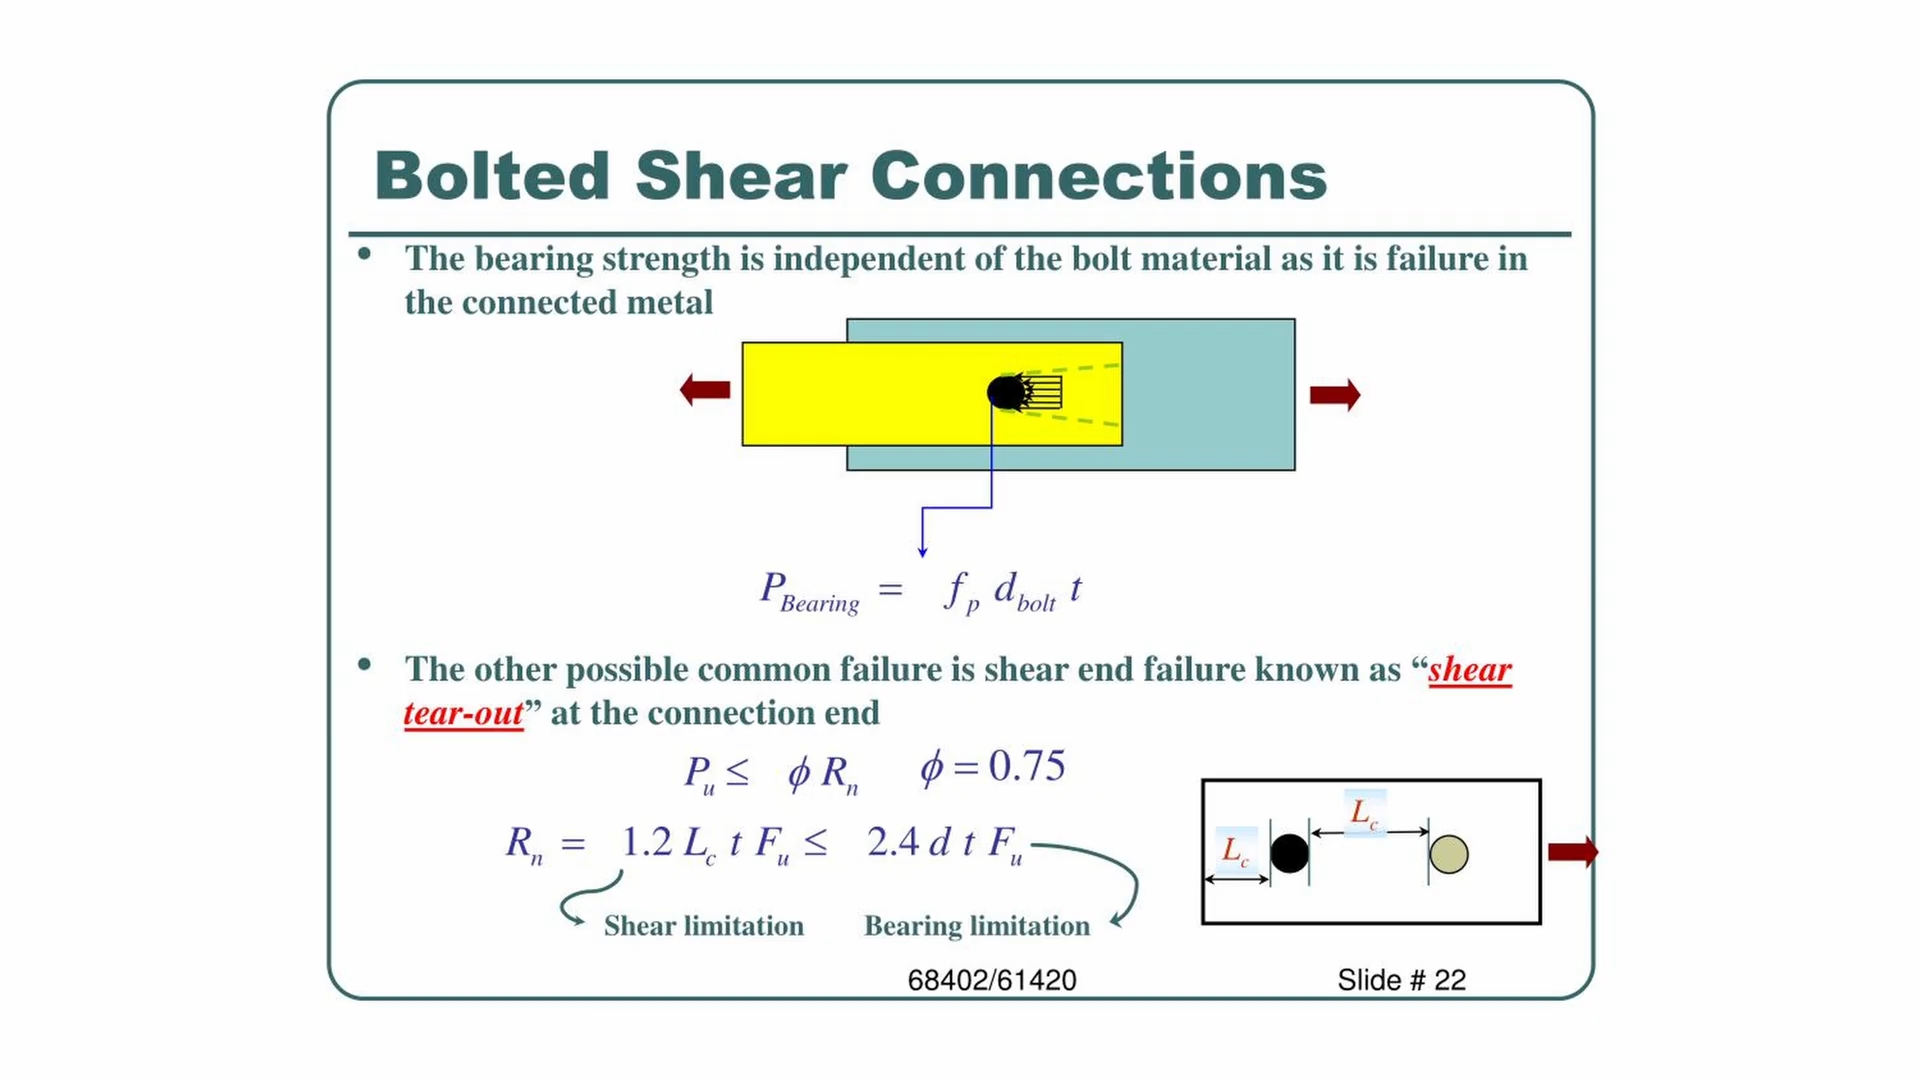 Bolted Shear Connections
• The bearing strength is independent of the bolt material as it is failure in
the connected metal
P_Bearing = f_p d_bolt t
• The other possible common failure is shear end failure known as “shear
tear-out” at the connection end
P_u ≤ ϕ R_n ϕ = 0.75
R_n = 1.2 L_c t F_u ≤ 2.4 d t F_u
Shear limitation Bearing limitation
L_c
L_c
68402/61420 Slide # 22